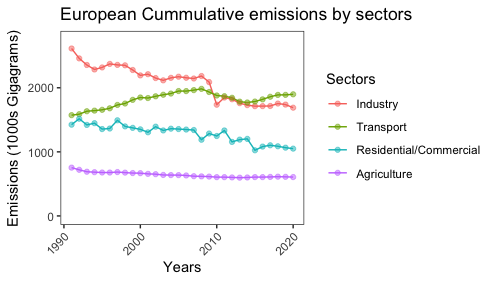 European Cummulative emissions by sectors
Emissions (1000s Gigagrams)
2000
1000
0
1990
2000
2010
2020
Years
Sectors
Industry
Transport
Residential/Commercial
Agriculture